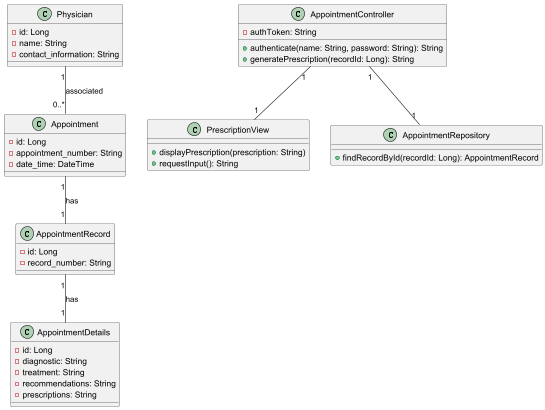 C Physician
id: Long
name: String
contact_information: String
1
associated
0..*
C Appointment
id: Long
appointment_number: String
date_time: DateTime
1
has
1
C AppointmentRecord
id: Long
record_number: String
1
has
1
C AppointmentDetails
id: Long
diagnostic: String
treatment: String
recommendations: String
prescriptions: String
C AppointmentController
authToken: String
authenticate(name: String, password: String): String
generatePrescription(recordId: Long): String
1
1
1
1
C PrescriptionView
displayPrescription(prescription: String)
requestInput(): String
C AppointmentRepository
findRecordById(recordId: Long): AppointmentRecord